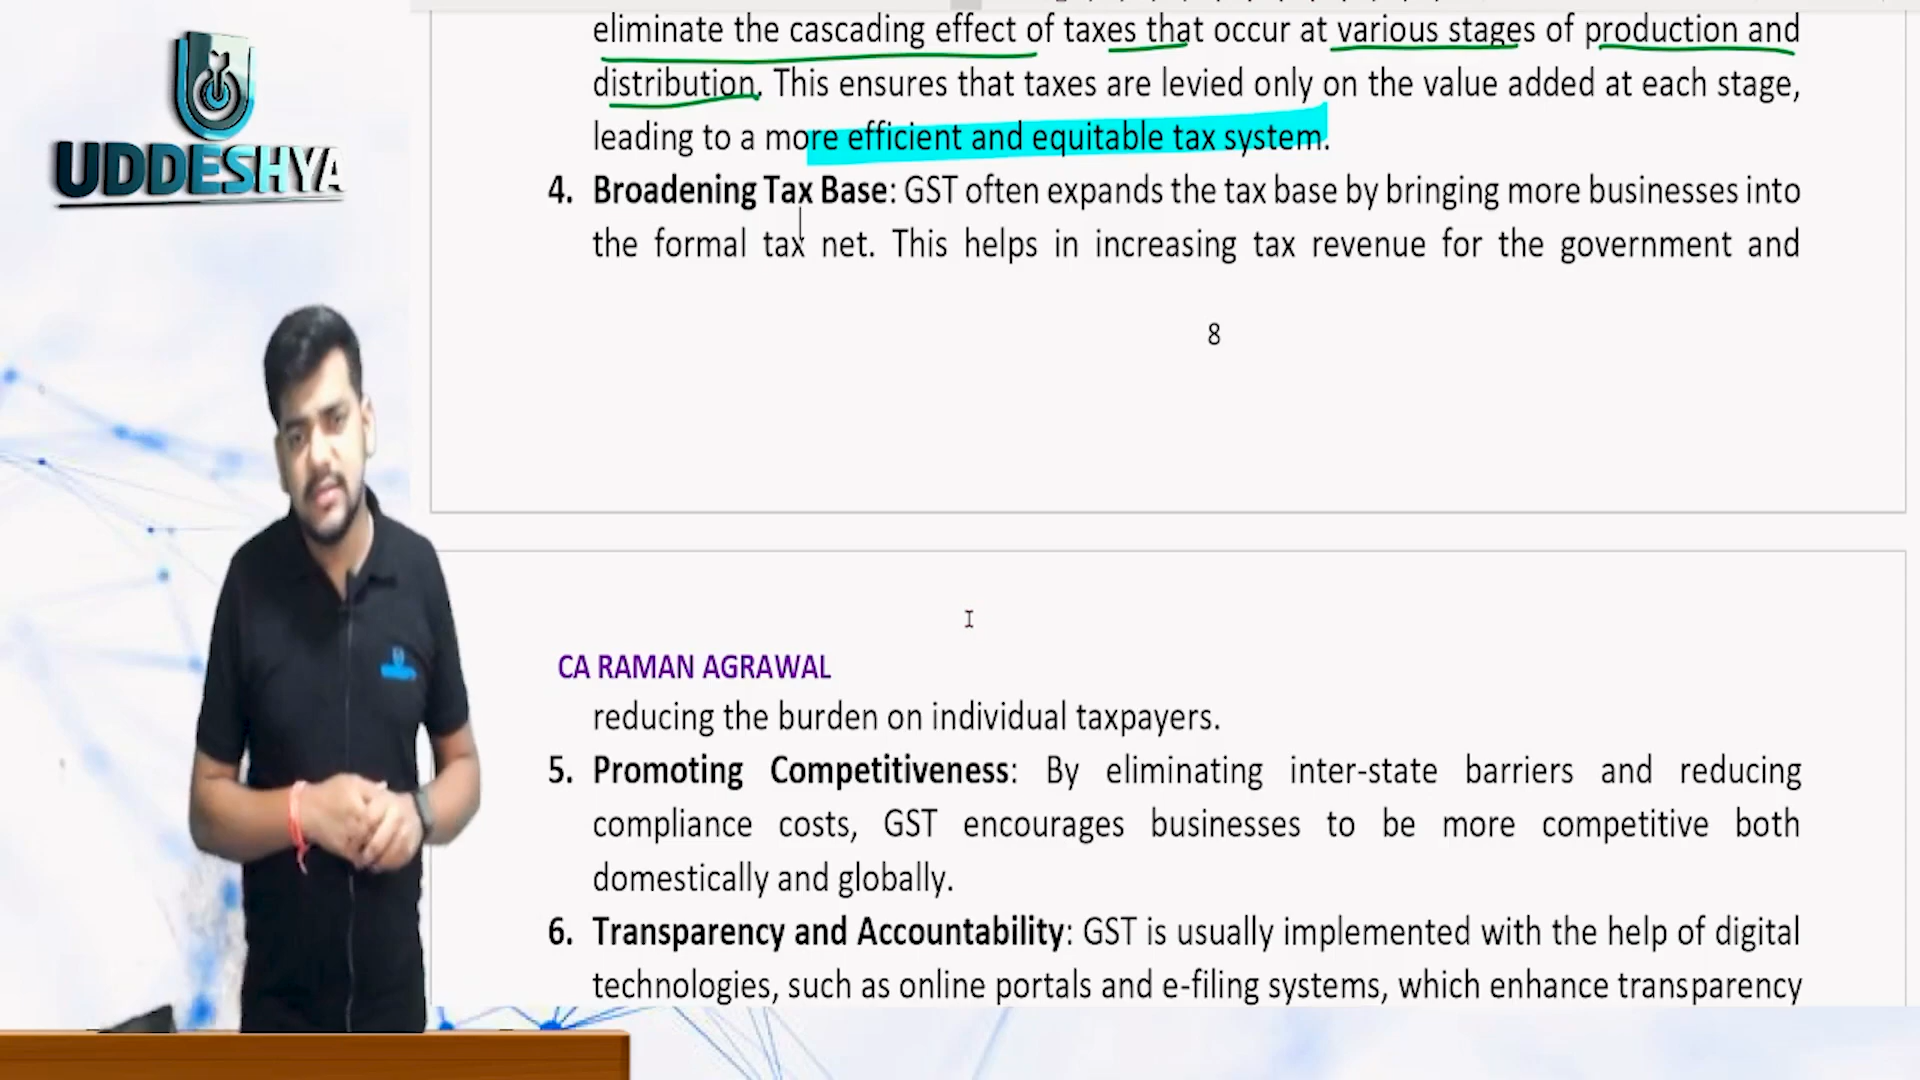 UDDESHYA
eliminate the cascading effect of taxes that occur at various stages of production and
distribution. This ensures that taxes are levied only on the value added at each stage,
leading to a more efficient and equitable tax system.
4. Broadening Tax Base: GST often expands the tax base by bringing more businesses into
the formal tax net. This helps in increasing tax revenue for the government and
8
CA RAMAN AGRAWAL
reducing the burden on individual taxpayers.
5. Promoting Competitiveness: By eliminating inter-state barriers and reducing
compliance costs, GST encourages businesses to be more competitive both
domestically and globally.
6. Transparency and Accountability: GST is usually implemented with the help of digital
technologies, such as online portals and e-filing systems, which enhance transparency